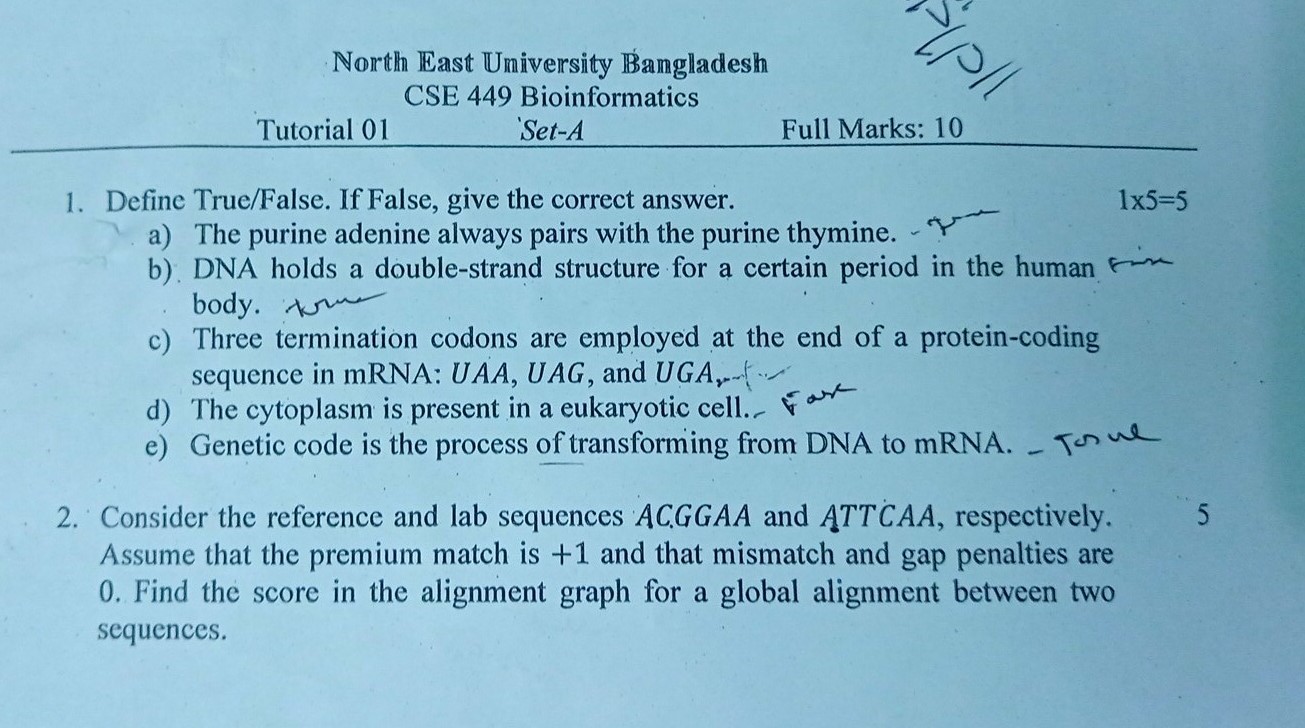 North East University Bangladesh
CSE 449 Bioinformatics
Tutorial 01 Set-A Full Marks: 10
1. Define True/False. If False, give the correct answer. 1x5=5
a) The purine adenine always pairs with the purine thymine. -
b) DNA holds a double-strand structure for a certain period in the human
body. true
c) Three termination codons are employed at the end of a protein-coding
sequence in mRNA: UAA, UAG, and UGA.
d) The cytoplasm is present in a eukaryotic cell. -
e) Genetic code is the process of transforming from DNA to mRNA. - True
2. Consider the reference and lab sequences ACGGAA and ATTCAA, respectively. 5
Assume that the premium match is +1 and that mismatch and gap penalties are
0. Find the score in the alignment graph for a global alignment between two
sequences.